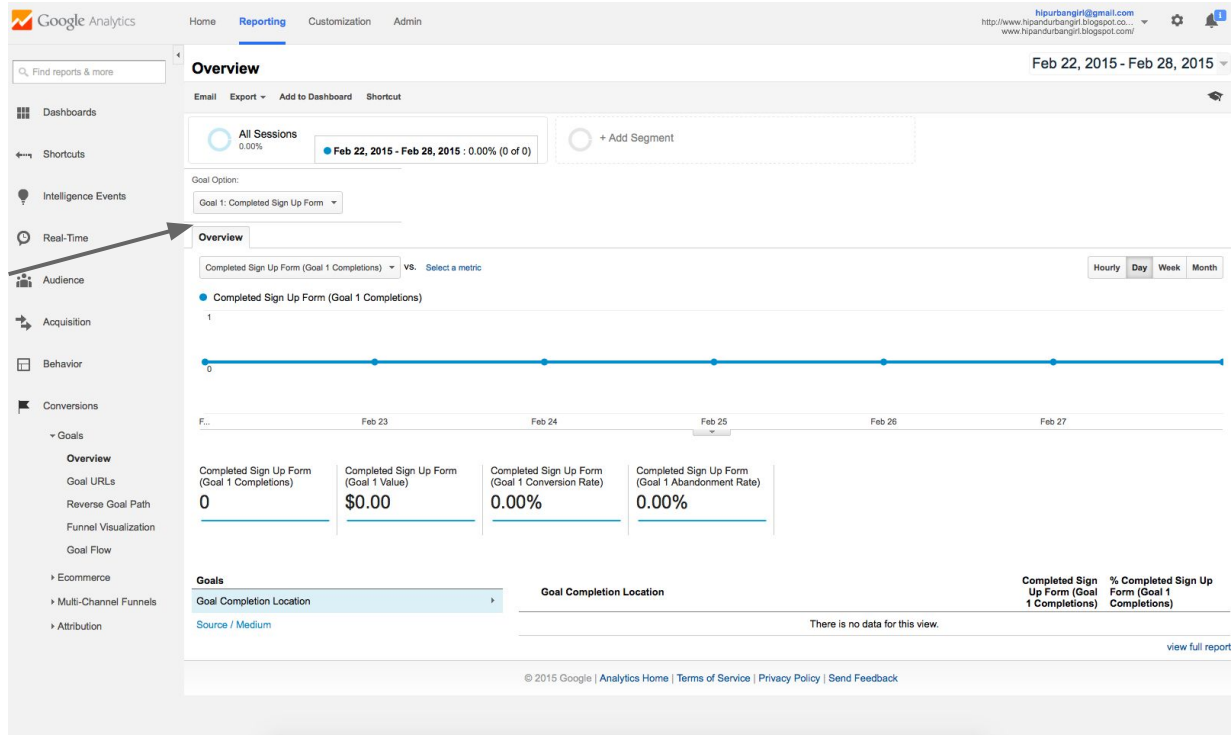 Google Analytics
Home Reporting Customization Admin
hipurbangirl@gmail.com
http://www.hipandurbangirl.blogspot.co...
www.hipandurbangirl.blogspot.com/
1
Find reports & more
Dashboards
Shortcuts
Intelligence Events
Real-Time
Audience
Acquisition
Behavior
Conversions
Goals
Overview
Goal URLs
Reverse Goal Path
Funnel Visualization
Goal Flow
Ecommerce
Multi-Channel Funnels
Attribution
Overview
Feb 22, 2015 - Feb 28, 2015
Email Export Add to Dashboard Shortcut
All Sessions
0.00%
Feb 22, 2015 - Feb 28, 2015 : 0.00% (0 of 0)
+ Add Segment
Goal Option:
Goal 1: Completed Sign Up Form
Overview
Completed Sign Up Form (Goal 1 Completions) VS. Select a metric
Hourly Day Week Month
Completed Sign Up Form (Goal 1 Completions)
1
0
F... Feb 23 Feb 24 Feb 25 Feb 26 Feb 27
Completed Sign Up Form
(Goal 1 Completions)
0
Completed Sign Up Form
(Goal 1 Value)
$0.00
Completed Sign Up Form
(Goal 1 Conversion Rate)
0.00%
Completed Sign Up Form
(Goal 1 Abandonment Rate)
0.00%
Goals
Goal Completion Location
Source / Medium
Goal Completion Location
Completed Sign
Up Form (Goal
1 Completions)
% Completed Sign Up
Form (Goal 1
Completions)
There is no data for this view.
view full report
© 2015 Google | Analytics Home | Terms of Service | Privacy Policy | Send Feedback